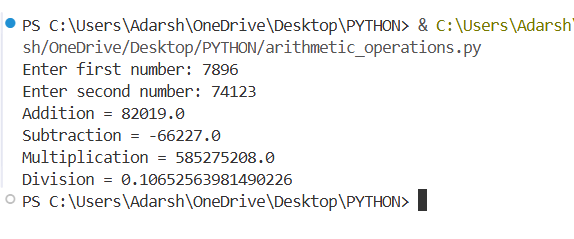 PS C:\Users\Adarsh\OneDrive\Desktop\PYTHON> & C:\Users\Adarsh\
sh/OneDrive/Desktop/PYTHON/arithmetic_operations.py
Enter first number: 7896
Enter second number: 74123
Addition = 82019.0
Subtraction = -66227.0
Multiplication = 585275208.0
Division = 0.10652563981490226
PS C:\Users\Adarsh\OneDrive\Desktop\PYTHON>